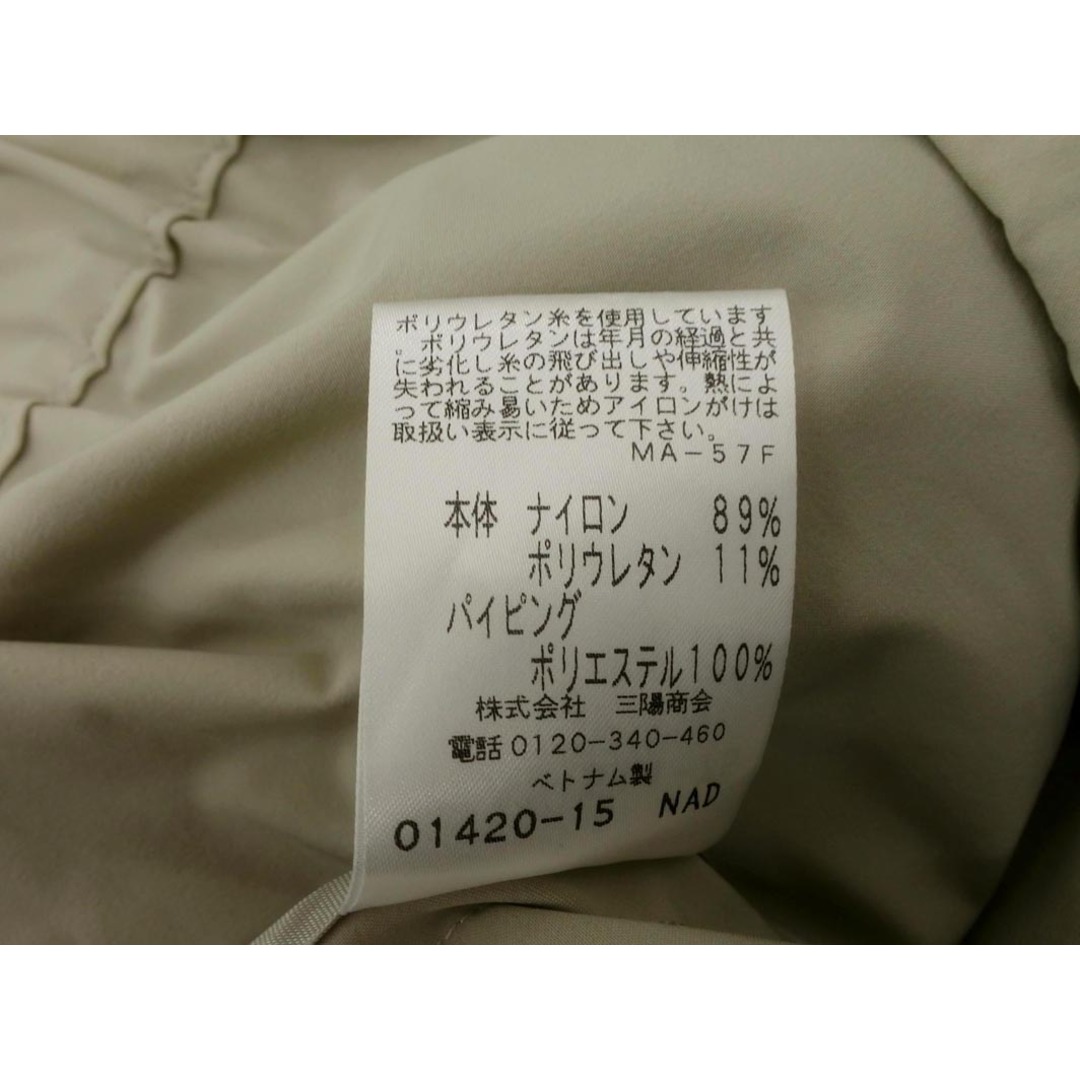 ポリウレタン糸を使用しています
。ポリウレタンは年月の経過と共
に劣化し糸の飛び出しや伸縮性が
失われることがあります。熱によ
って縮み易いためアイロンがけは
取扱い表示に従って下さい。
MA-57F
本体 ナイロン 89%
ポリウレタン 11%
パイピング
ポリエステル100%
株式会社 三陽商会
電話0120-340-460
ベトナム製
01420-15 NAD